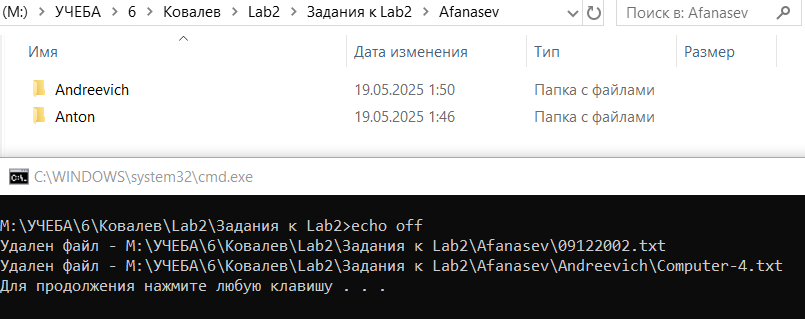 (M:) > УЧЕБА > 6 > Ковалев > Lab2 > Задания к Lab2 > Afanasev Поиск в: Afanasev
Имя Дата изменения Тип Размер
Andreevich 19.05.2025 1:50 Папка с файлами
Anton 19.05.2025 1:46 Папка с файлами
C:\WINDOWS\system32\cmd.exe
M:\УЧЕБА\6\Ковалев\Lab2\Задания к Lab2>echo off
Удален файл - M:\УЧЕБА\6\Ковалев\Lab2\Задания к Lab2\Afanasev\09122002.txt
Удален файл - M:\УЧЕБА\6\Ковалев\Lab2\Задания к Lab2\Afanasev\Andreevich\Computer-4.txt
Для продолжения нажмите любую клавишу . . .